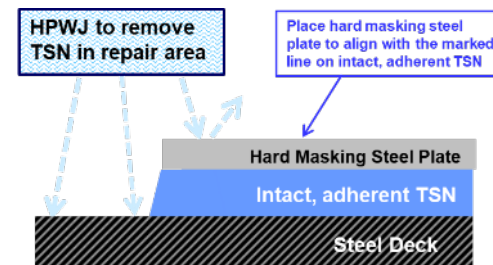 HPWJ to remove
TSN in repair area
Place hard masking steel
plate to align with the marked
line on intact, adherent TSN
Hard Masking Steel Plate
Intact, adherent TSN
Steel Deck